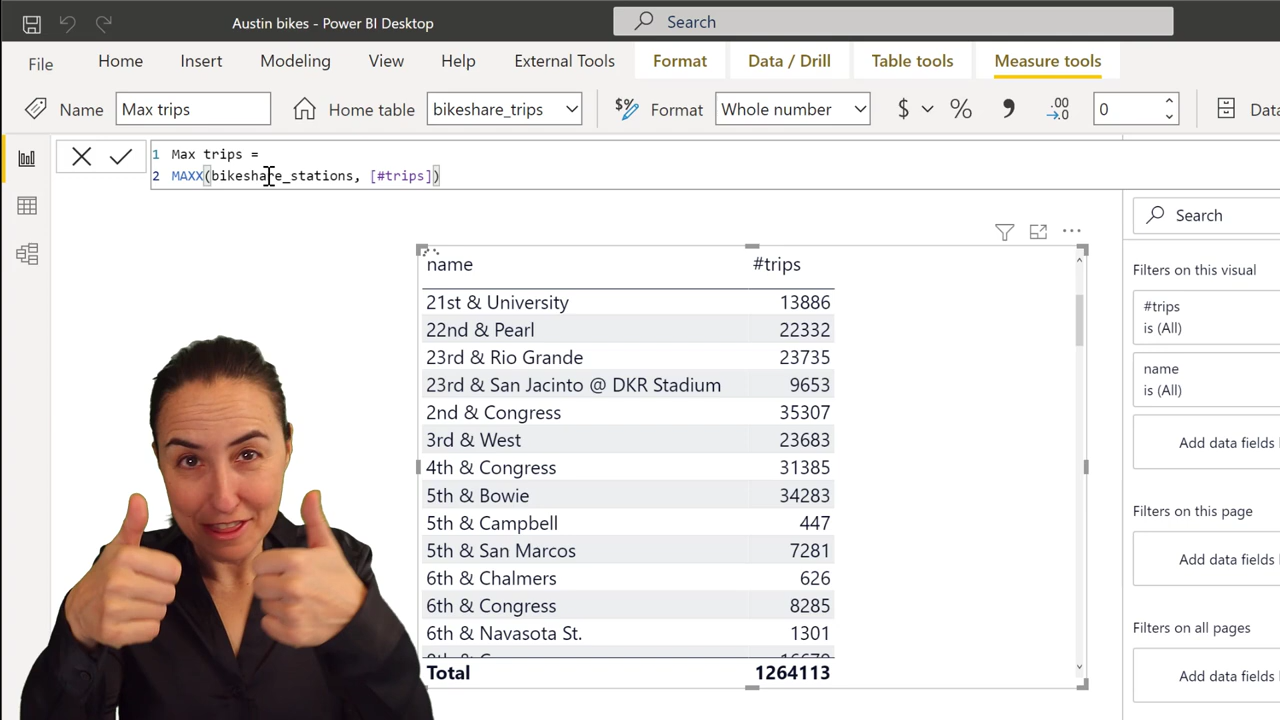 Austin bikes - Power BI Desktop
Search
File Home Insert Modeling View Help External Tools Format Data / Drill Table tools Measure tools
Name Max trips Home table bikeshare_trips $% Format Whole number $ % , .00 →.0 0 Data
1 Max trips =
2 MAXX(bikeshare_stations, [#trips])
Search
name #trips
21st & University 13886
22nd & Pearl 22332
23rd & Rio Grande 23735
23rd & San Jacinto @ DKR Stadium 9653
2nd & Congress 35307
3rd & West 23683
4th & Congress 31385
5th & Bowie 34283
5th & Campbell 447
5th & San Marcos 7281
6th & Chalmers 626
6th & Congress 8285
6th & Navasota St. 1301
Total 1264113
Filters on this visual
#trips
is (All)
name
is (All)
Add data fields
Filters on this page
Add data fields
Filters on all pages
Add data fields